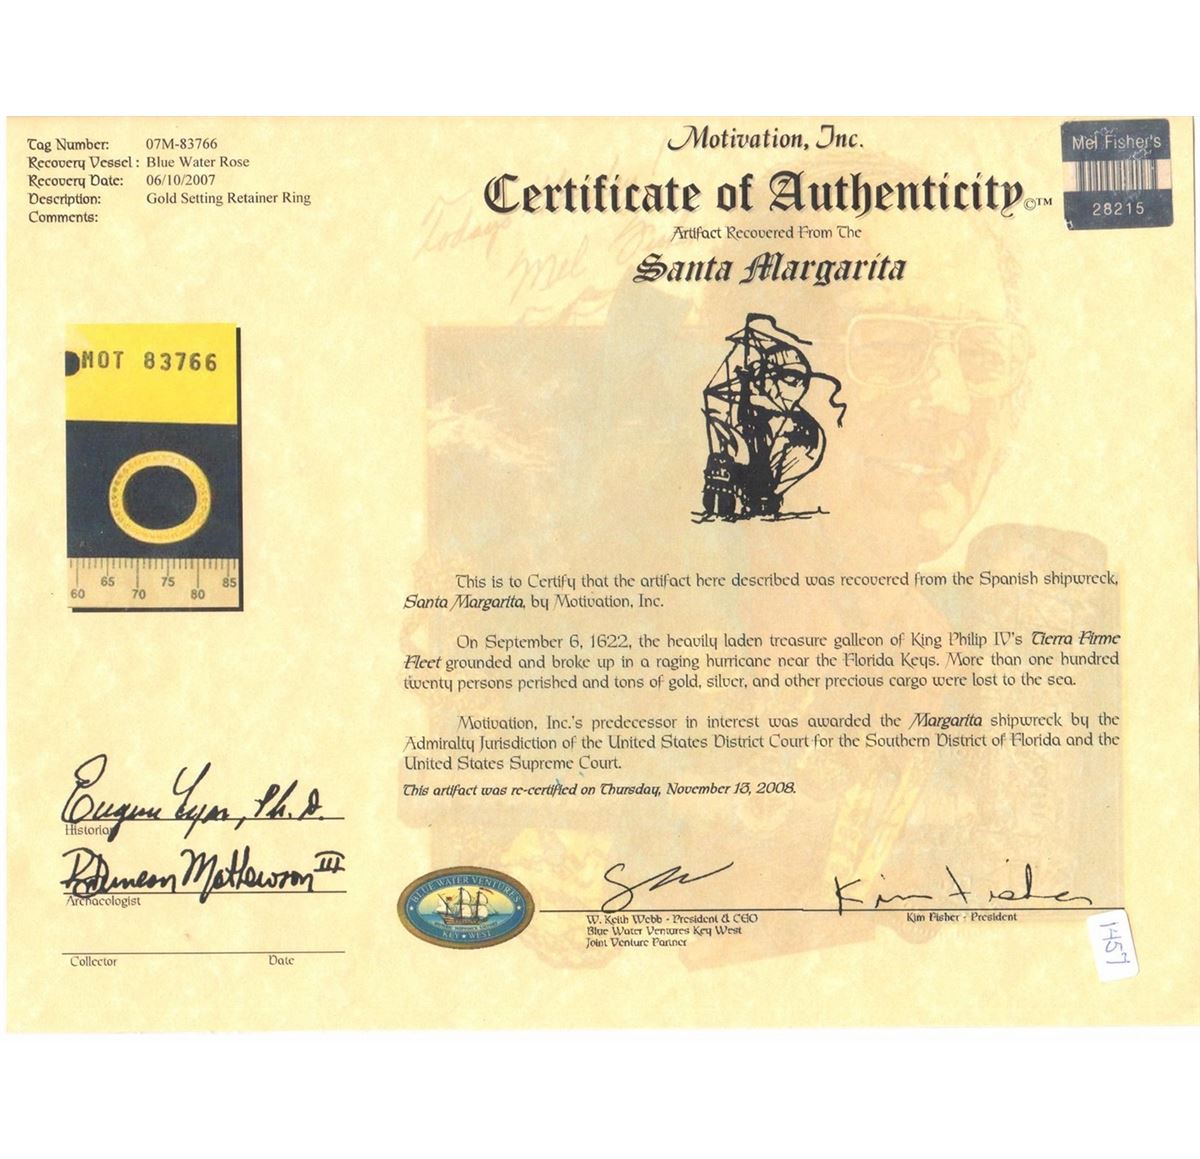 Tag Number: 07M-83766
Recovery Vessel : Blue Water Rose
Recovery Date: 06/10/2007
Description: Gold Setting Retainer Ring
Comments:
Motivation, Inc.
Certificate of Authenticity©™
Artifact Recovered From The
Santa Margarita
Mel Fisher's
28215
Today's
Mel
MOT 83766
60 65 70 75 80 85
This is to Certify that the artifact here described was recovered from the Spanish shipwreck,
Santa Margarita, by Motivation, Inc.
On September 6, 1622, the heavily laden treasure galleon of King Philip IV's Tierra Firme
Fleet grounded and broke up in a raging hurricane near the Florida Keys. More than one hundred
twenty persons perished and tons of gold, silver, and other precious cargo were lost to the sea.
Motivation, Inc.'s predecessor in interest was awarded the Margarita shipwreck by the
Admiralty Jurisdiction of the United States District Court for the Southern District of Florida and the
United States Supreme Court.
This artifact was re-certified on Thursday, November 13, 2008.
Eugene Lyon, Ph. D.
Historian
R. Duncan Mathewson III
Archaeologist
Collector Date
BLUE WATER VENTURES
KEY WEST
W. Keith Webb - President & CEO
Blue Water Ventures Key West
Joint Venture Partner
Kim Fisher
Kim Fisher - President
1457